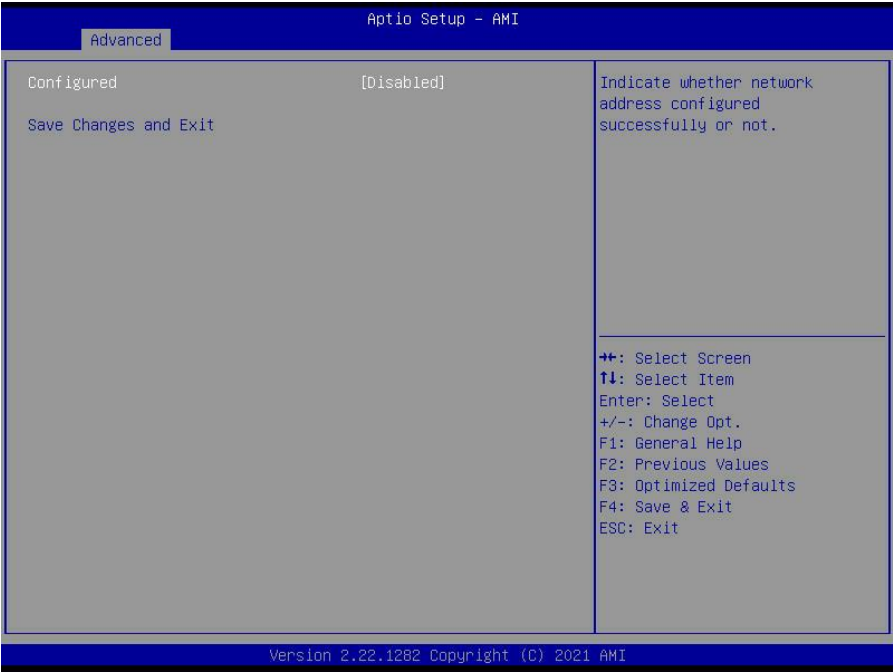 Aptio Setup – AMI
Advanced
Configured [Disabled]
Save Changes and Exit
Indicate whether network
address configured
successfully or not.
→←: Select Screen
↑↓: Select Item
Enter: Select
+/-: Change Opt.
F1: General Help
F2: Previous Values
F3: Optimized Defaults
F4: Save & Exit
ESC: Exit
Version 2.22.1282 Copyright (C) 2021 AMI